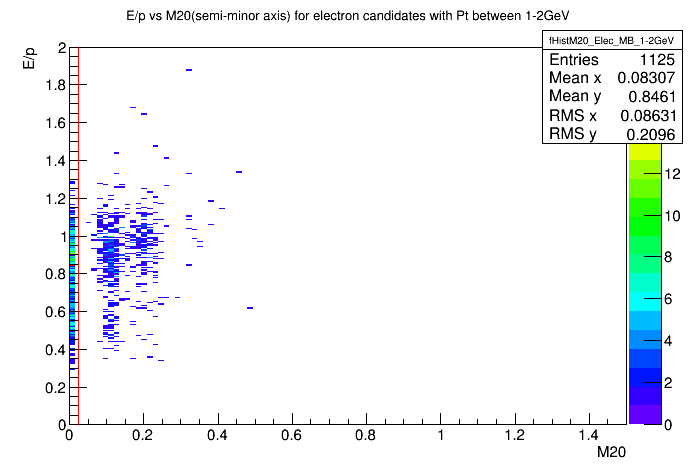 E/p vs M20(semi-minor axis) for electron candidates with Pt between 1-2GeV
fHistM20_Elec_MB_1-2GeV
Entries 1125
Mean x 0.08307
Mean y 0.8461
RMS x 0.08631
RMS y 0.2096
E/p
2
1.8
1.6
1.4
1.2
1
0.8
0.6
0.4
0.2
0
12
10
8
6
4
2
0
0 0.2 0.4 0.6 0.8 1 1.2 1.4
M20